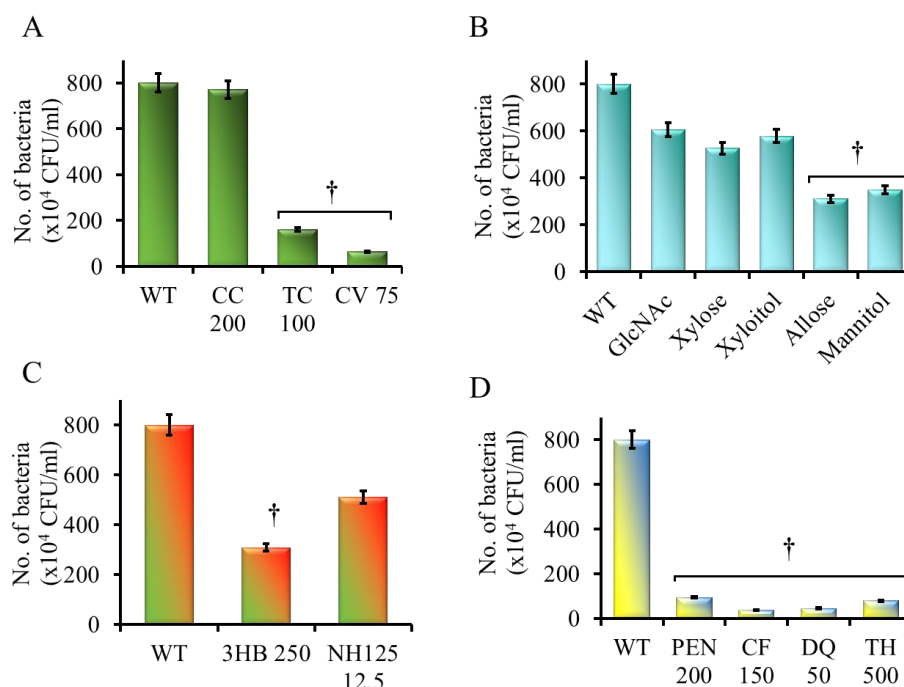 A
No. of bacteria
(x10⁴ CFU/ml)
800
600
400
200
0
†
WT
CC
200
TC
100
CV 75
B
No. of bacteria
(x10⁴ CFU/ml)
800
600
400
200
0
†
WT
GlcNAc
Xylose
Xyloitol
Allose
Mannitol
C
No. of bacteria
(x10⁴ CFU/ml)
800
600
400
200
0
†
WT
3HB 250
NH125
12.5
D
No. of bacteria
(x10⁴ CFU/ml)
800
600
400
200
0
†
WT
PEN
200
CF
150
DQ
50
TH
500